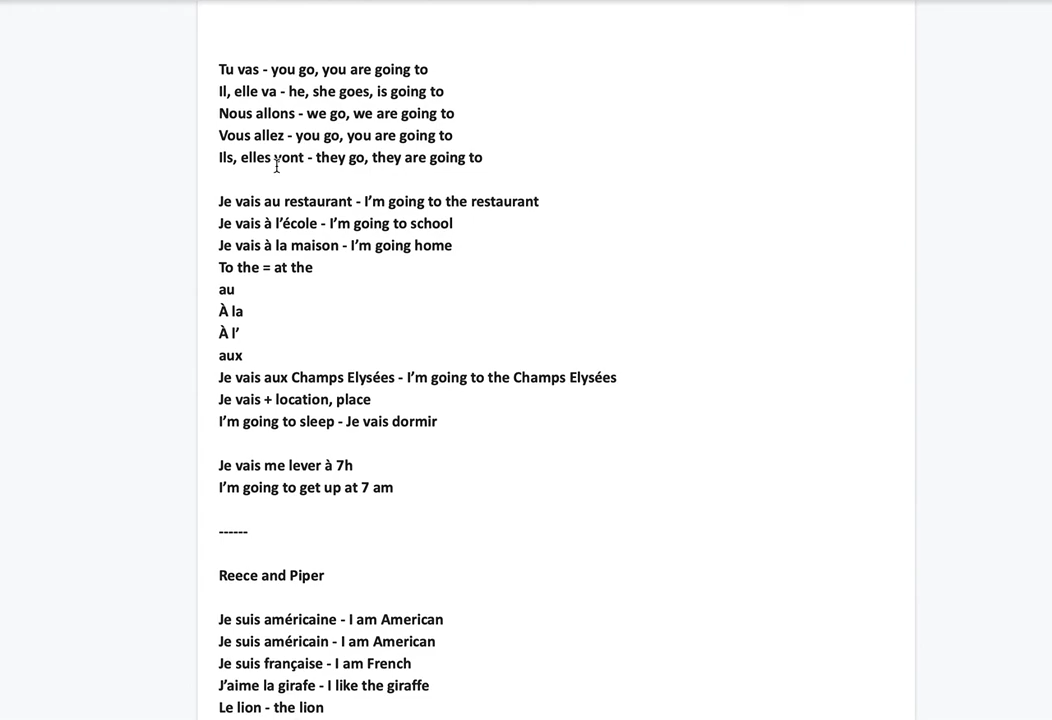 Tu vas - you go, you are going to
Il, elle va - he, she goes, is going to
Nous allons - we go, we are going to
Vous allez - you go, you are going to
Ils, elles vont - they go, they are going to
Je vais au restaurant - I’m going to the restaurant
Je vais à l’école - I’m going to school
Je vais à la maison - I’m going home
To the = at the
au
À la
À l’
aux
Je vais aux Champs Elysées - I’m going to the Champs Elysées
Je vais + location, place
I’m going to sleep - Je vais dormir
Je vais me lever à 7h
I’m going to get up at 7 am
------
Reece and Piper
Je suis américaine - I am American
Je suis américain - I am American
Je suis française - I am French
J’aime la girafe - I like the giraffe
Le lion - the lion